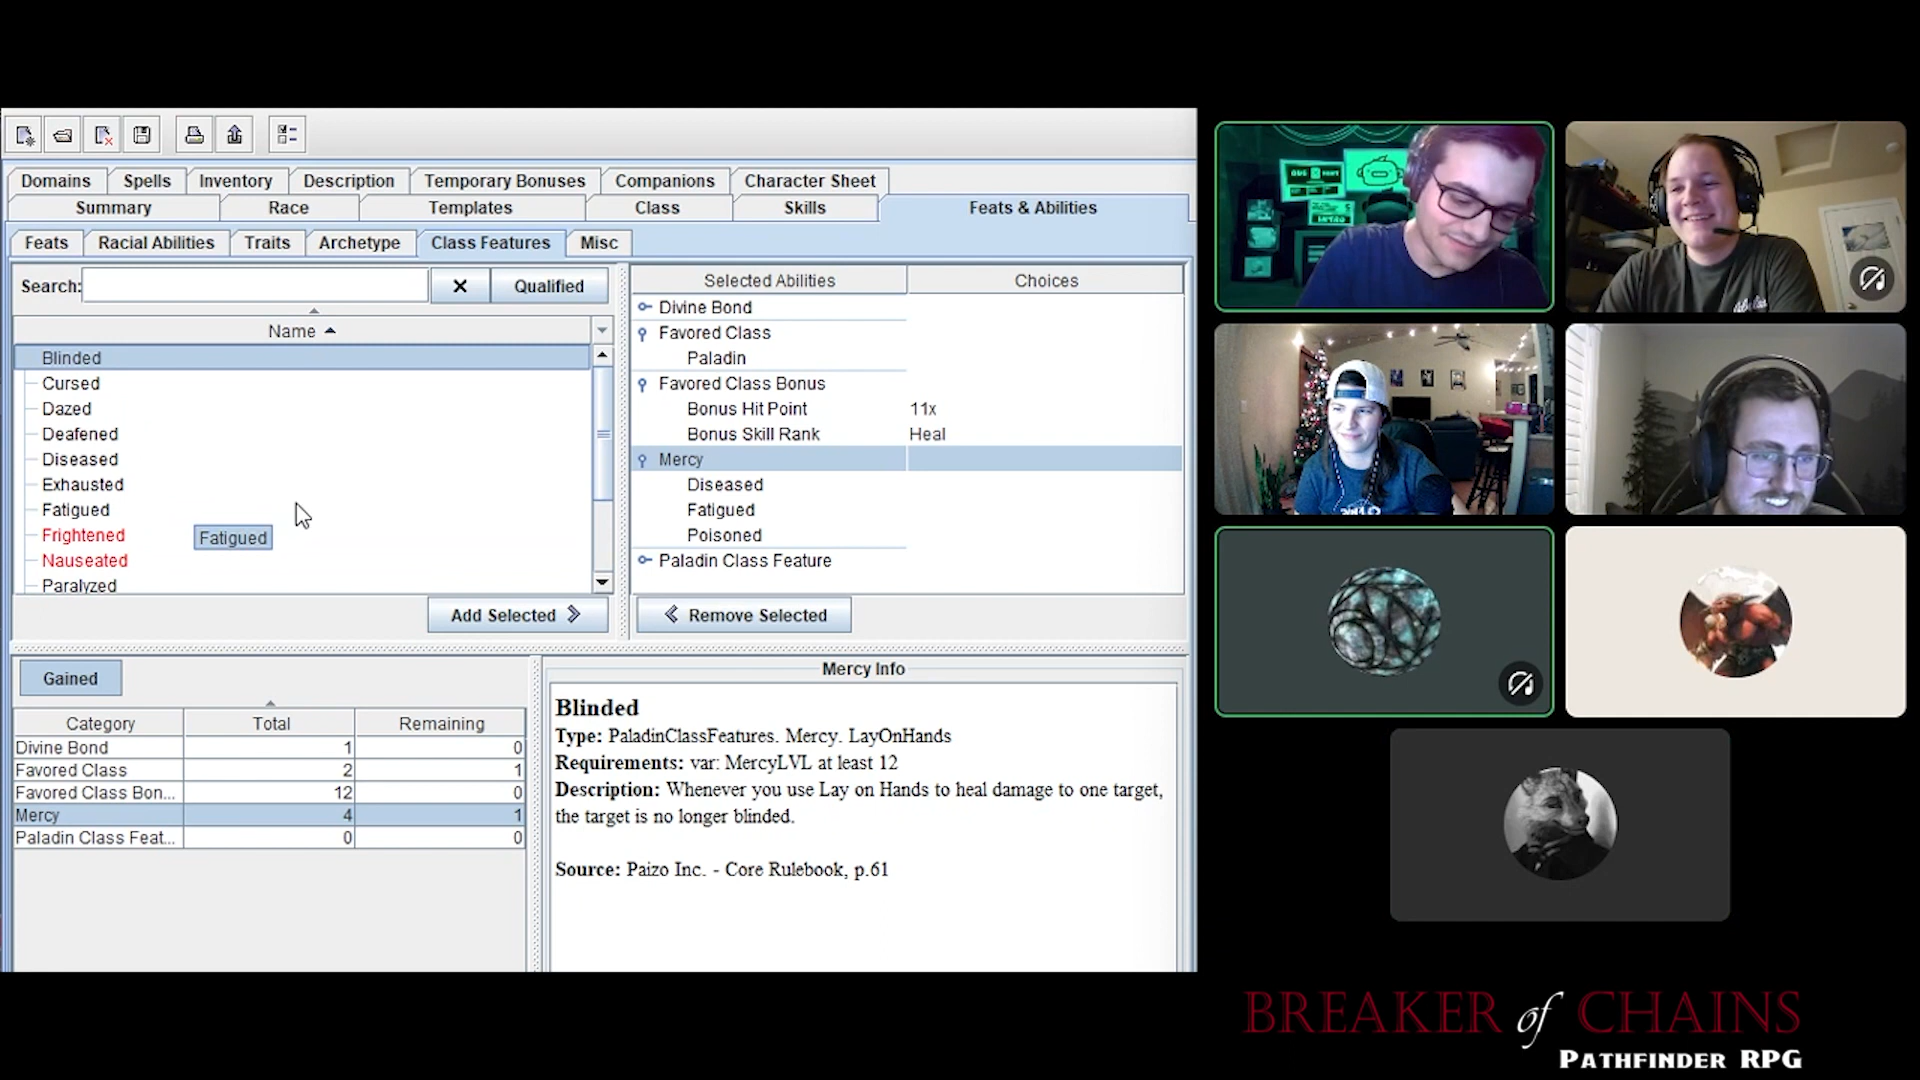 Domains Spells Inventory Description Temporary Bonuses Companions Character Sheet
Summary Race Templates Class Skills Feats & Abilities
Feats Racial Abilities Traits Archetype Class Features Misc
Search: Qualified
Name
Blinded
Cursed
Dazed
Deafened
Diseased
Exhausted
Fatigued
Frightened
Fatigued
Nauseated
Paralyzed
Add Selected
Selected Abilities Choices
Divine Bond
Favored Class
Paladin
Favored Class Bonus
Bonus Hit Point 11x
Bonus Skill Rank Heal
Mercy
Diseased
Fatigued
Poisoned
Paladin Class Feature
Remove Selected
Gained
Category Total Remaining
Divine Bond 1 0
Favored Class 2 1
Favored Class Bon... 12 0
Mercy 4 1
Paladin Class Feat... 0 0
Mercy Info
Blinded
Type: PaladinClassFeatures. Mercy. LayOnHands
Requirements: var: MercyLVL at least 12
Description: Whenever you use Lay on Hands to heal damage to one target,
the target is no longer blinded.
Source: Paizo Inc. - Core Rulebook, p.61
BREAKER of CHAINS
PATHFINDER RPG